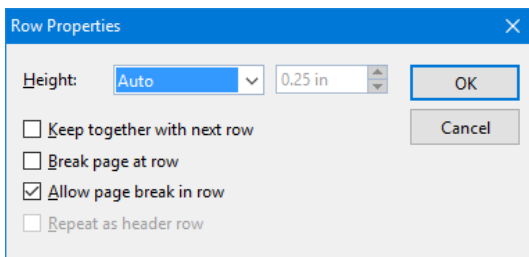 Row Properties
Height: Auto 0.25 in OK
Keep together with next row Cancel
Break page at row
Allow page break in row
Repeat as header row